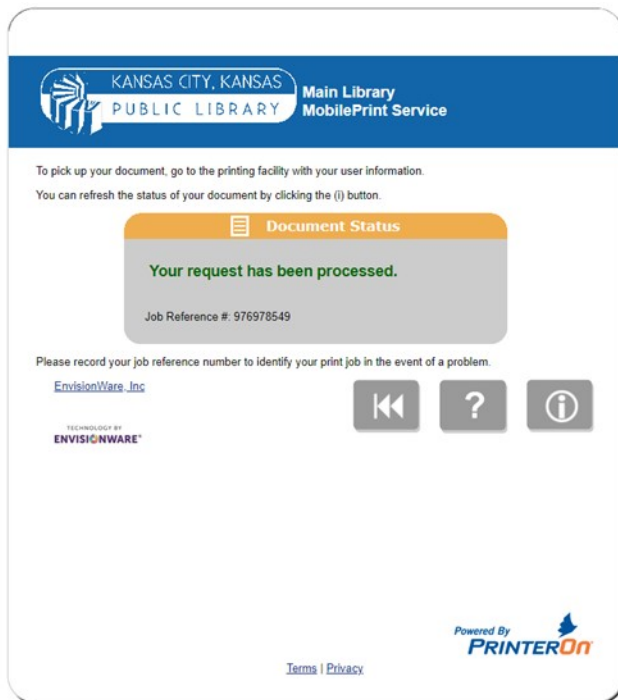 KANSAS CITY, KANSAS
PUBLIC LIBRARY
Main Library
MobilePrint Service
To pick up your document, go to the printing facility with your user information.
You can refresh the status of your document by clicking the (i) button.
Document Status
Your request has been processed.
Job Reference #: 976978549
Please record your job reference number to identify your print job in the event of a problem.
EnvisionWare, Inc
?
i
TECHNOLOGY BY
ENVISIONWARE®
Powered By
PRINTERON
Terms | Privacy